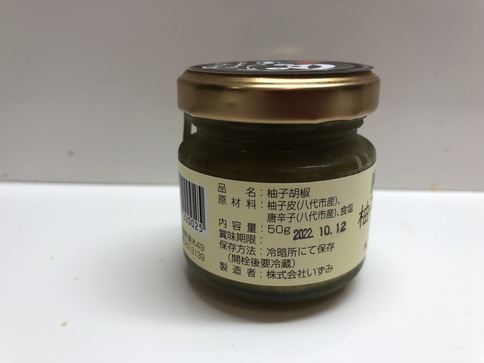 品　　名：柚子胡椒
原 材 料：柚子皮(八代市産)、
唐辛子(八代市産)、食塩
内 容 量：50g
賞味期限：2022.10.12
保存方法：冷暗所にて保存
（開栓後要冷蔵）
製 造 者：株式会社いずみ
柚